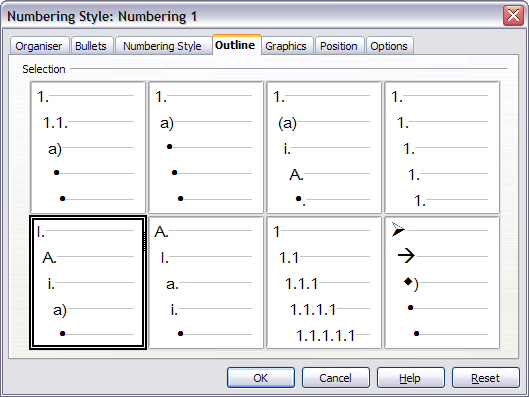 Numbering Style: Numbering 1
Organiser Bullets Numbering Style Outline Graphics Position Options
Selection
1.
1.1.
a)
•
•
1.
a)
•
•
•
1.
(a)
i.
A.
•.
1.
1.
1.
1.
1.
I.
A.
i.
a)
•
A.
I.
a.
i.
•
1
1.1
1.1.1
1.1.1.1
1.1.1.1.1
➢
→
◆)
•
•
OK Cancel Help Reset